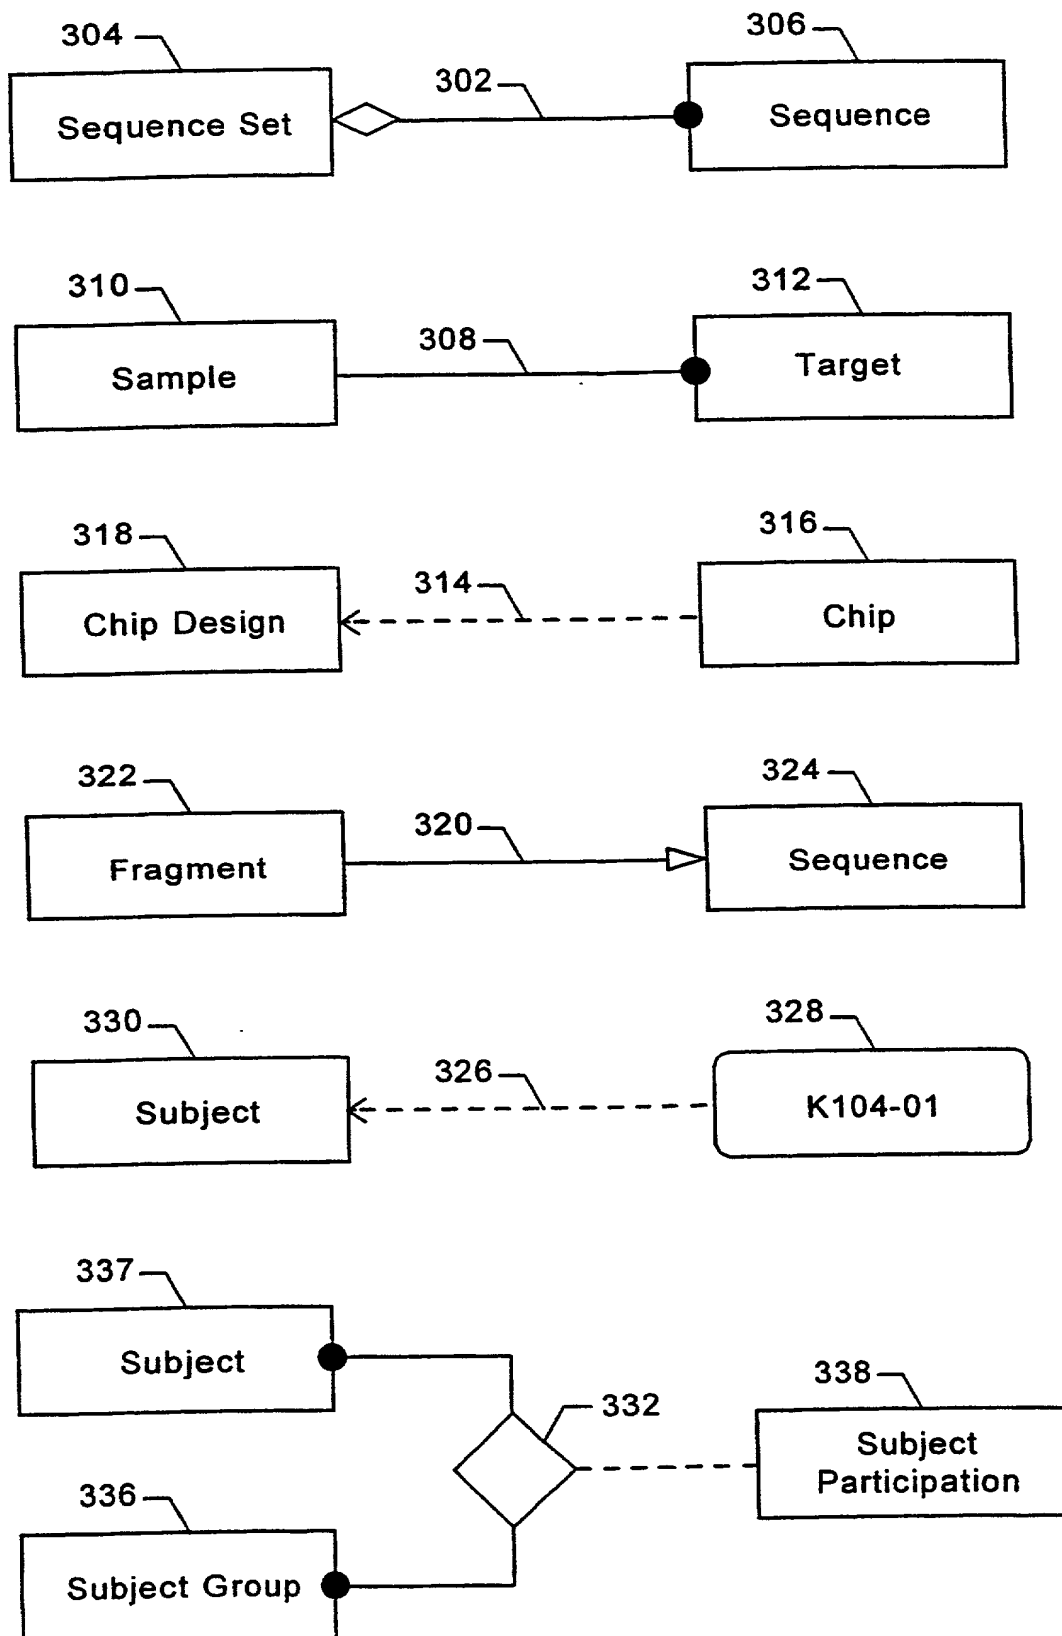 304
306
302
Sequence Set
Sequence
310
312
308
Sample
Target
318
316
314
Chip Design
Chip
322
324
320
Fragment
Sequence
330
328
326
Subject
K104-01
337
Subject
338
332
Subject
Participation
336
Subject Group